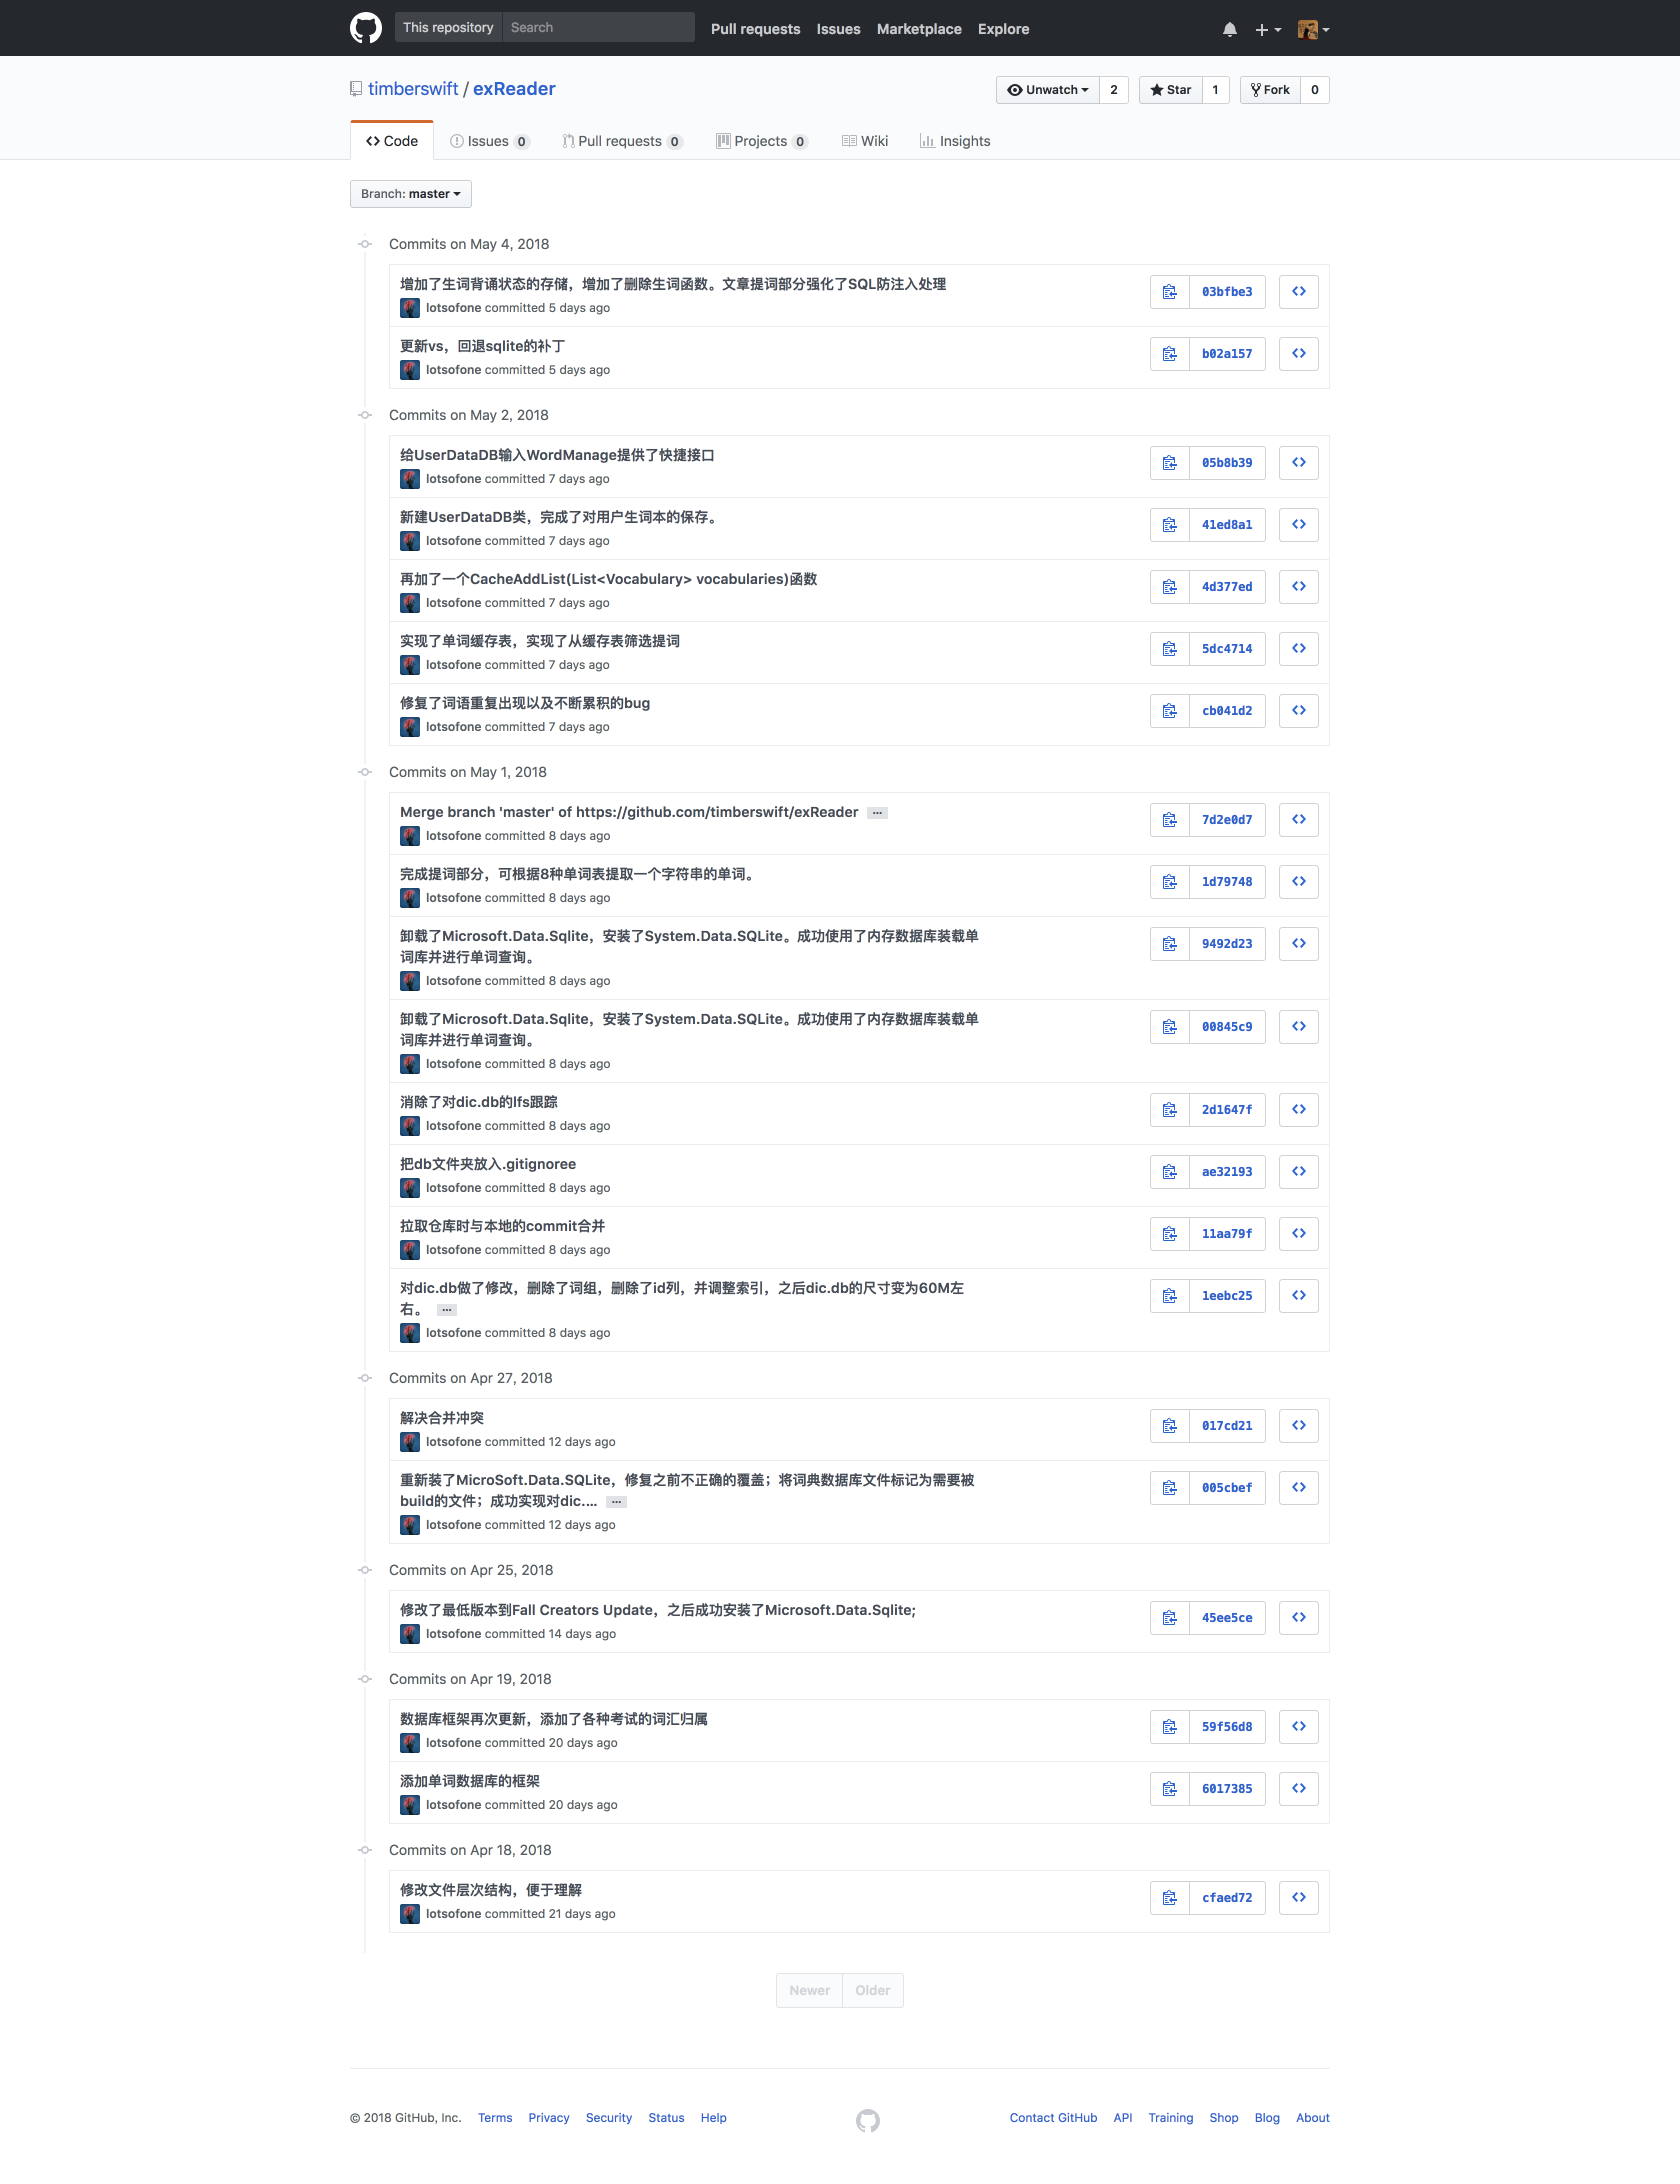 This repository Search Pull requests Issues Marketplace Explore
timberswift / exReader Unwatch 2 Star 1 Fork 0
Code Issues 0 Pull requests 0 Projects 0 Wiki Insights
Branch: master
Commits on May 4, 2018
增加了生词背诵状态的存储，增加了删除生词函数。文章提词部分强化了SQL防注入处理
lotsofone committed 5 days ago
03bfbe3
更新vs，回退sqlite的补丁
lotsofone committed 5 days ago
b02a157
Commits on May 2, 2018
给UserDataDB输入WordManage提供了快捷接口
lotsofone committed 7 days ago
05b8b39
新建UserDataDB类，完成了对用户生词本的保存。
lotsofone committed 7 days ago
41ed8a1
再加了一个CacheAddList(List<Vocabulary> vocabularies)函数
lotsofone committed 7 days ago
4d377ed
实现了单词缓存表，实现了从缓存表筛选提词
lotsofone committed 7 days ago
5dc4714
修复了词语重复出现以及不断累积的bug
lotsofone committed 7 days ago
cb041d2
Commits on May 1, 2018
Merge branch 'master' of https://github.com/timberswift/exReader …
lotsofone committed 8 days ago
7d2e0d7
完成提词部分，可根据8种单词表提取一个字符串的单词。
lotsofone committed 8 days ago
1d79748
卸载了Microsoft.Data.Sqlite，安装了System.Data.SQLite。成功使用了内存数据库装载单
词库并进行单词查询。
lotsofone committed 8 days ago
9492d23
卸载了Microsoft.Data.Sqlite，安装了System.Data.SQLite。成功使用了内存数据库装载单
词库并进行单词查询。
lotsofone committed 8 days ago
00845c9
消除了对dic.db的lfs跟踪
lotsofone committed 8 days ago
2d1647f
把db文件夹放入.gitignoree
lotsofone committed 8 days ago
ae32193
拉取仓库时与本地的commit合并
lotsofone committed 8 days ago
11aa79f
对dic.db做了修改，删除了词组，删除了id列，并调整索引，之后dic.db的尺寸变为60M左
右。 …
lotsofone committed 8 days ago
1eebc25
Commits on Apr 27, 2018
解决合并冲突
lotsofone committed 12 days ago
017cd21
重新装了MicroSoft.Data.SQLite，修复之前不正确的覆盖；将词典数据库文件标记为需要被
build的文件；成功实现对dic.… …
lotsofone committed 12 days ago
005cbef
Commits on Apr 25, 2018
修改了最低版本到Fall Creators Update，之后成功安装了Microsoft.Data.Sqlite;
lotsofone committed 14 days ago
45ee5ce
Commits on Apr 19, 2018
数据库框架再次更新，添加了各种考试的词汇归属
lotsofone committed 20 days ago
59f56d8
添加单词数据库的框架
lotsofone committed 20 days ago
6017385
Commits on Apr 18, 2018
修改文件层次结构，便于理解
lotsofone committed 21 days ago
cfaed72
Newer Older
© 2018 GitHub, Inc. Terms Privacy Security Status Help Contact GitHub API Training Shop Blog About